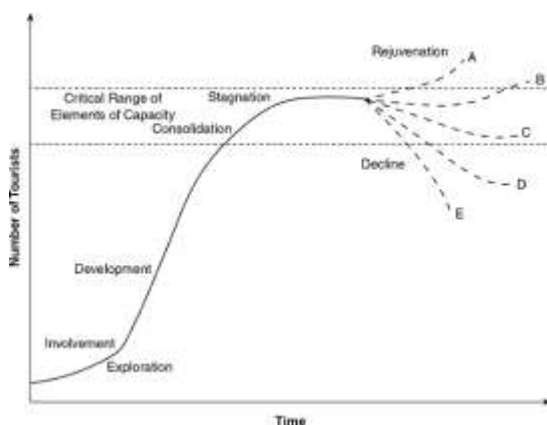 Rejuvenation
A
B
Critical Range of
Elements of Capacity
Stagnation
Consolidation
C
Decline
D
E
Number of Tourists
Development
Involvement
Exploration
Time